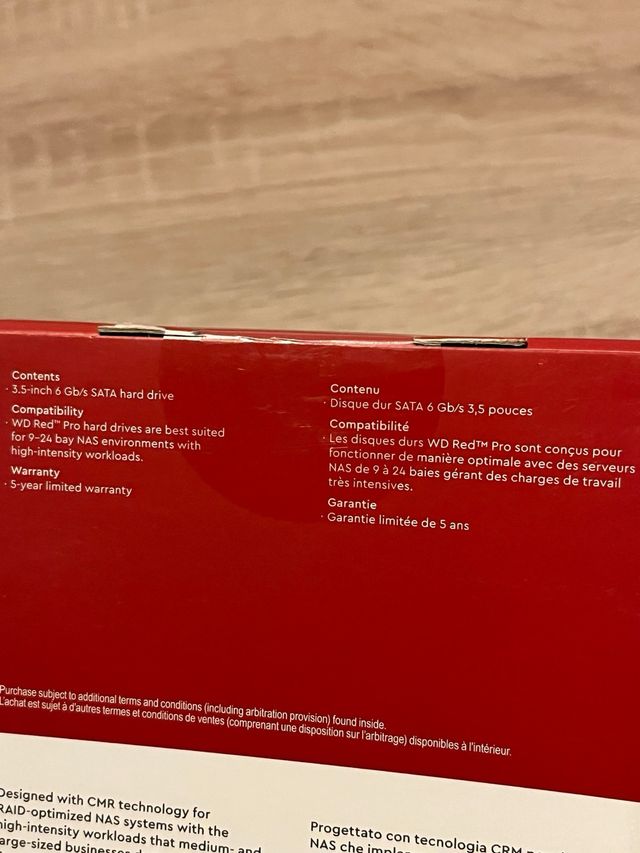 Contents
· 3.5-inch 6 Gb/s SATA hard drive
Compatibility
· WD Red™ Pro hard drives are best suited
for 9-24 bay NAS environments with
high-intensity workloads.
Warranty
· 5-year limited warranty
Contenu
· Disque dur SATA 6 Gb/s 3,5 pouces
Compatibilité
· Les disques durs WD Red™ Pro sont conçus pour
fonctionner de manière optimale avec des serveurs
NAS de 9 à 24 baies gérant des charges de travail
très intensives.
Garantie
· Garantie limitée de 5 ans
Purchase subject to additional terms and conditions (including arbitration provision) found inside.
L'achat est sujet à d'autres termes et conditions de ventes (comprenant une disposition sur l'arbitrage) disponibles à l'intérieur.
Designed with CMR technology for
RAID-optimized NAS systems with the
high-intensity workloads that medium- and
large-sized businesses
Progettato con tecnologia CRM
NAS che